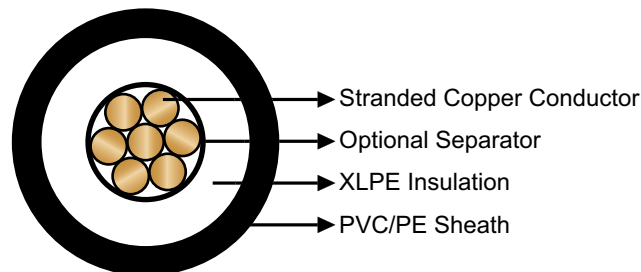 Stranded Copper Conductor
Optional Separator
XLPE Insulation
PVC/PE Sheath